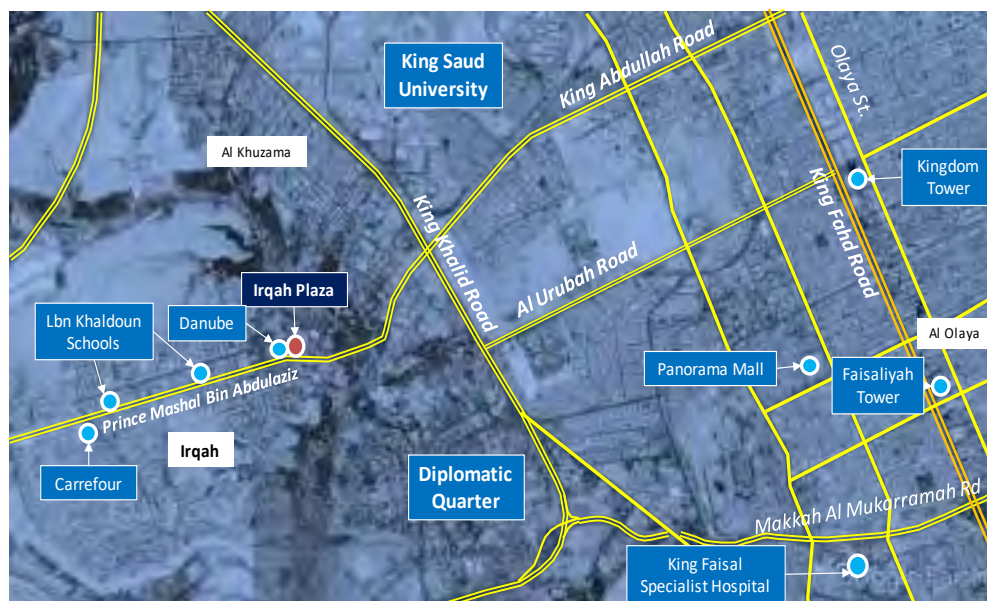 King Saud
University
King Abdullah Road
Olaya St.
Al Khuzama
Kingdom
Tower
King Khalid Road
King Fahd Road
Irqah Plaza
Al Urubah Road
Lbn Khaldoun
Schools
Danube
Al Olaya
Panorama Mall
Faisaliyah
Tower
Prince Mashal Bin Abdulaziz
Irqah
Carrefour
Diplomatic
Quarter
Makkah Al Mukarramah Rd
King Faisal
Specialist Hospital